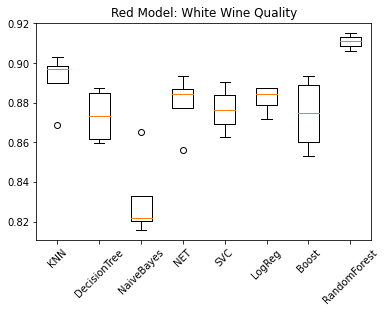 Red Model: White Wine Quality
0.92
0.90
0.88
0.86
0.84
0.82
KNN
DecisionTree
NaiveBayes
NET
SVC
LogReg
Boost
RandomForest